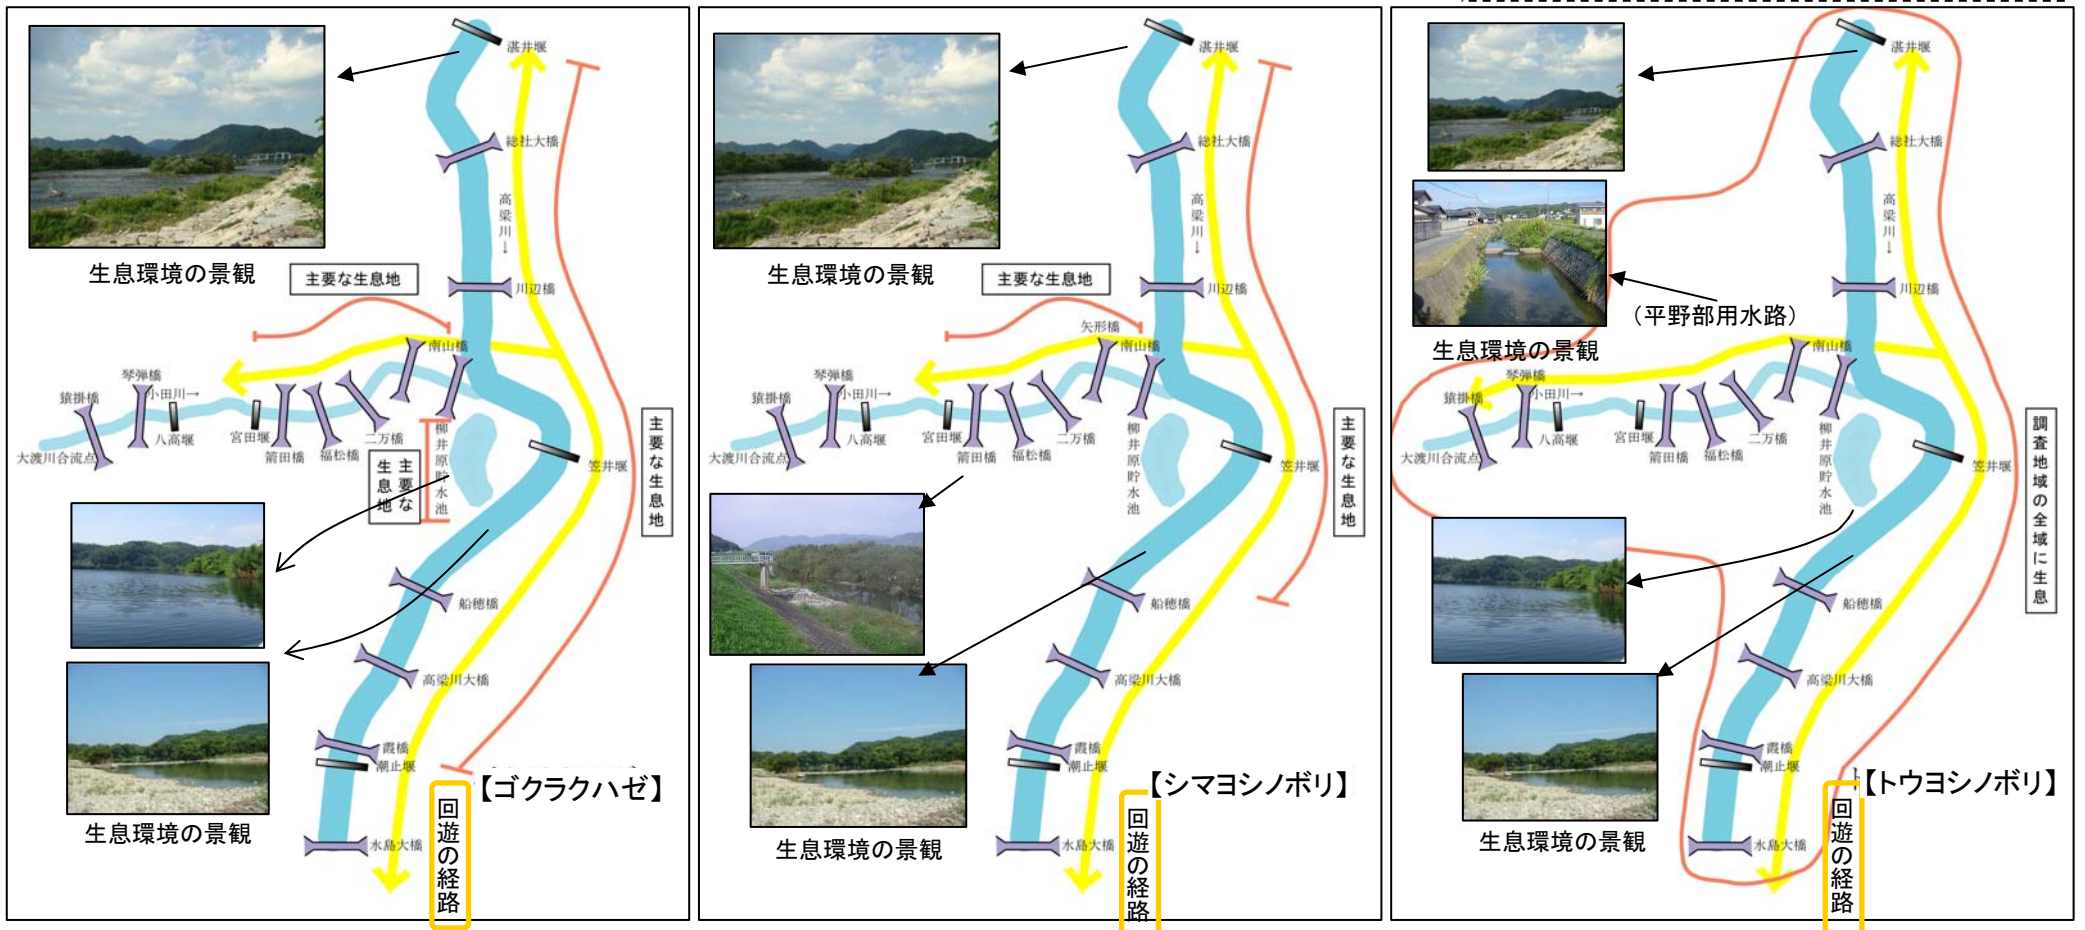 湛井堰
総社大橋
高梁川→
生息環境の景観
主要な生息地
川辺橋
南山橋
琴弾橋
小田川→
猿掛橋
八高堰
宮田堰
箭田橋
福松橋
二万橋
大渡川合流点
柳井原貯水池
主要な生息地
笠井堰
主要な生息地
船穂橋
高梁川大橋
霞橋
潮止堰
【ゴクラクハゼ】
生息環境の景観
水島大橋
回遊の経路
湛井堰
総社大橋
高梁川→
生息環境の景観
主要な生息地
川辺橋
矢形橋
南山橋
琴弾橋
小田川→
猿掛橋
八高堰
宮田堰
箭田橋
福松橋
二万橋
大渡川合流点
柳井原貯水池
笠井堰
主要な生息地
船穂橋
高梁川大橋
霞橋
潮止堰
【シマヨシノボリ】
生息環境の景観
水島大橋
回遊の経路
湛井堰
総社大橋
高梁川→
川辺橋
（平野部用水路）
生息環境の景観
南山橋
琴弾橋
小田川→
猿掛橋
八高堰
宮田堰
箭田橋
福松橋
二万橋
大渡川合流点
柳井原貯水池
笠井堰
調査地域の全域に生息
船穂橋
高梁川大橋
霞橋
潮止堰
【トウヨシノボリ】
生息環境の景観
水島大橋
回遊の経路